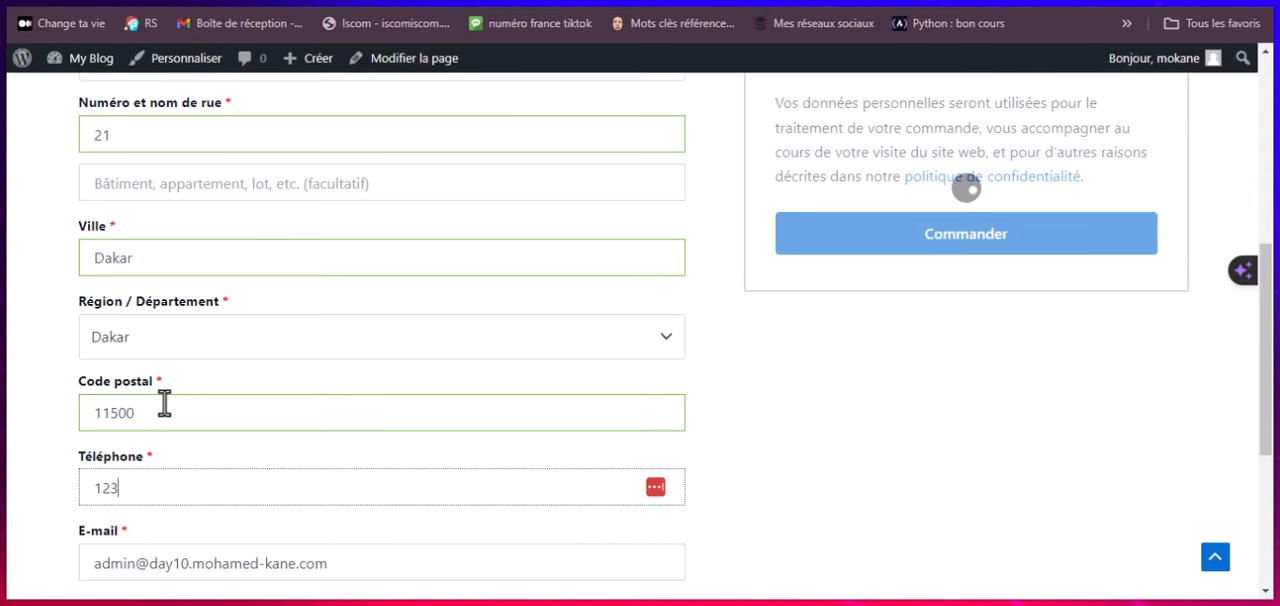 Change ta vie
RS
Boîte de réception -...
Iscom - iscomiscom....
numéro france tiktok
Mots clés référence...
Mes réseaux sociaux
Python : bon cours
»
Tous les favoris
My Blog
Personnaliser
0
Créer
Modifier la page
Bonjour, mokane
Numéro et nom de rue *
21
Bâtiment, appartement, lot, etc. (facultatif)
Ville *
Dakar
Région / Département *
Dakar
Code postal *
11500
Téléphone *
123
E-mail *
admin@day10.mohamed-kane.com
Vos données personnelles seront utilisées pour le
traitement de votre commande, vous accompagner au
cours de votre visite du site web, et pour d'autres raisons
décrites dans notre politique de confidentialité.
Commander